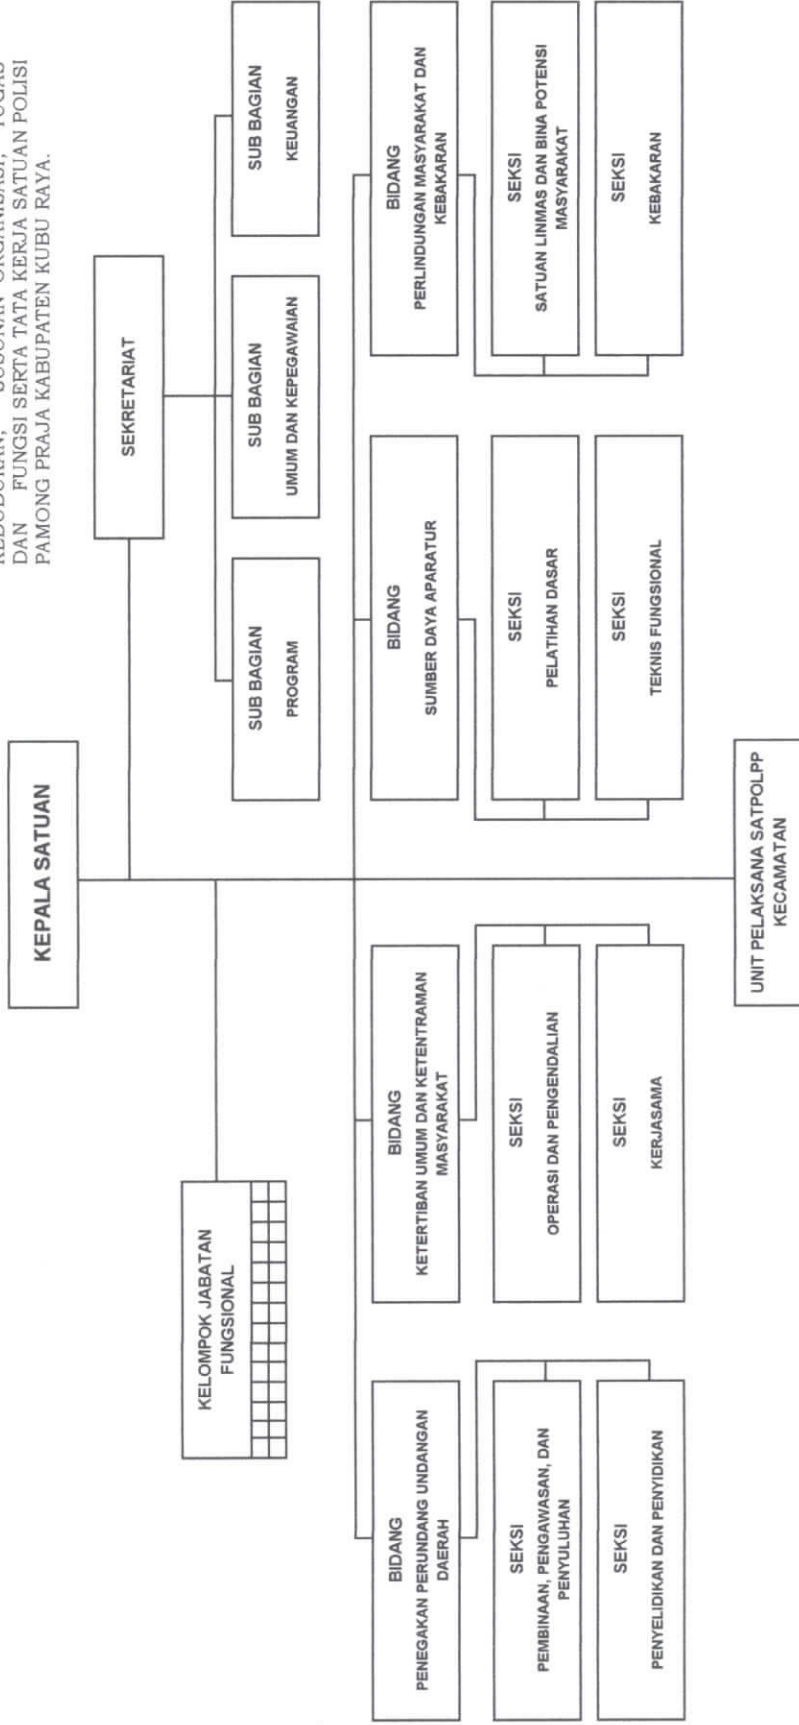 DAN FUNGSI SERTA TATA KERJA SATUAN POLISI
PAMONG PRAJA KABUPATEN KUBU RAYA.
KEPALA SATUAN
SEKRETARIAT
KELOMPOK JABATAN
FUNGSIONAL
SUB BAGIAN
PROGRAM
SUB BAGIAN
UMUM DAN KEPEGAWAIAN
SUB BAGIAN
KEUANGAN
BIDANG
PENEGAKAN PERUNDANG UNDANGAN
DAERAH
SEKSI
PEMBINAAN, PENGAWASAN, DAN
PENYULUHAN
SEKSI
PENYELIDIKAN DAN PENYIDIKAN
BIDANG
KETERTIBAN UMUM DAN KETENTRAMAN
MASYARAKAT
SEKSI
OPERASI DAN PENGENDALIAN
SEKSI
KERJASAMA
BIDANG
SUMBER DAYA APARATUR
SEKSI
PELATIHAN DASAR
SEKSI
TEKNIS FUNGSIONAL
BIDANG
PERLINDUNGAN MASYARAKAT DAN
KEBAKARAN
SEKSI
SATUAN LINMAS DAN BINA POTENSI
MASYARAKAT
SEKSI
KEBAKARAN
UNIT PELAKSANA SATPOLPP
KECAMATAN